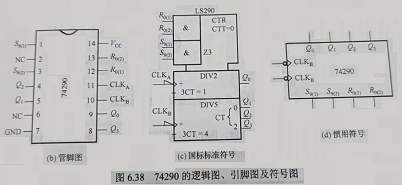 S9(1) 1 14 VCC
NC 2 13 R0(2)
S9(2) 3 12 R0(1)
Q2 4 11 CLKA
Q1 5 10 CLKB
NC 6 9 Q0
GND 7 8 Q3
74290
(b) 管脚图
LS290
R0(1)
R0(2)
S9(1)
S9(2)
&
&
CTR
CTT=0
Z3
CLKA
DIV2
+
3CT = 1
Q0
CLKB
DIV5
+
3CT = 4
CT
0
2
Q1
Q2
Q3
(c) 国标标准符号
Q0 Q1 Q2 Q3
CLKB
CLKB
74290
S9(1) S9(2) R0(1) R0(2)
(d) 惯用符号
图 6.38 74290 的逻辑图、引脚图及符号图